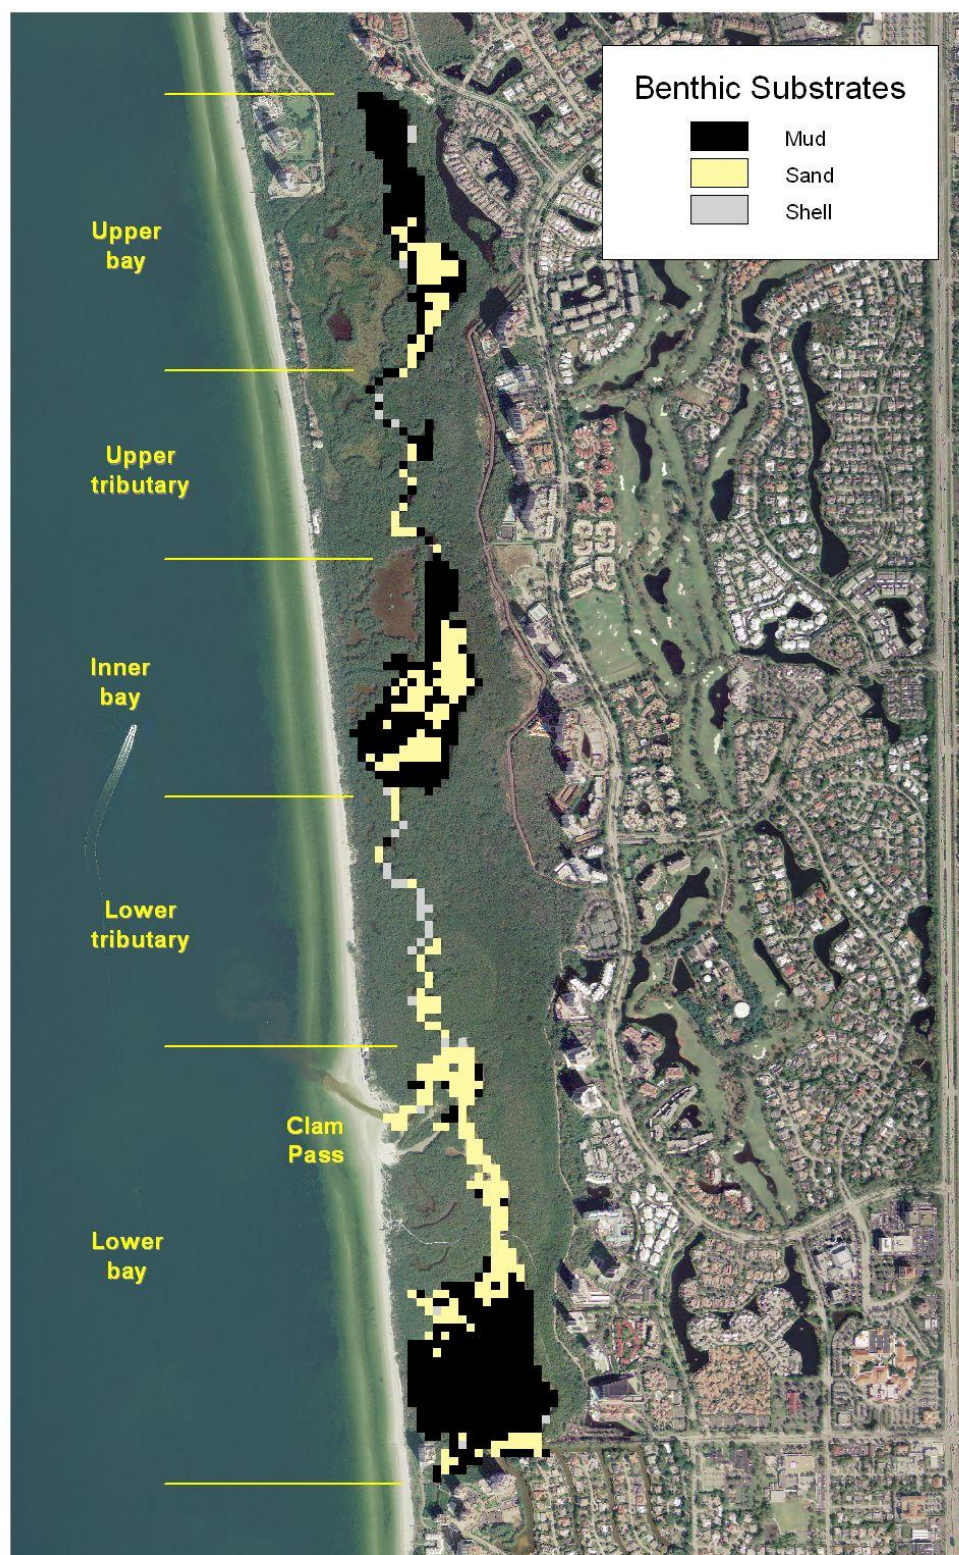 Benthic Substrates
Mud
Sand
Shell
Upper
bay
Upper
tributary
Inner
bay
Lower
tributary
Clam
Pass
Lower
bay